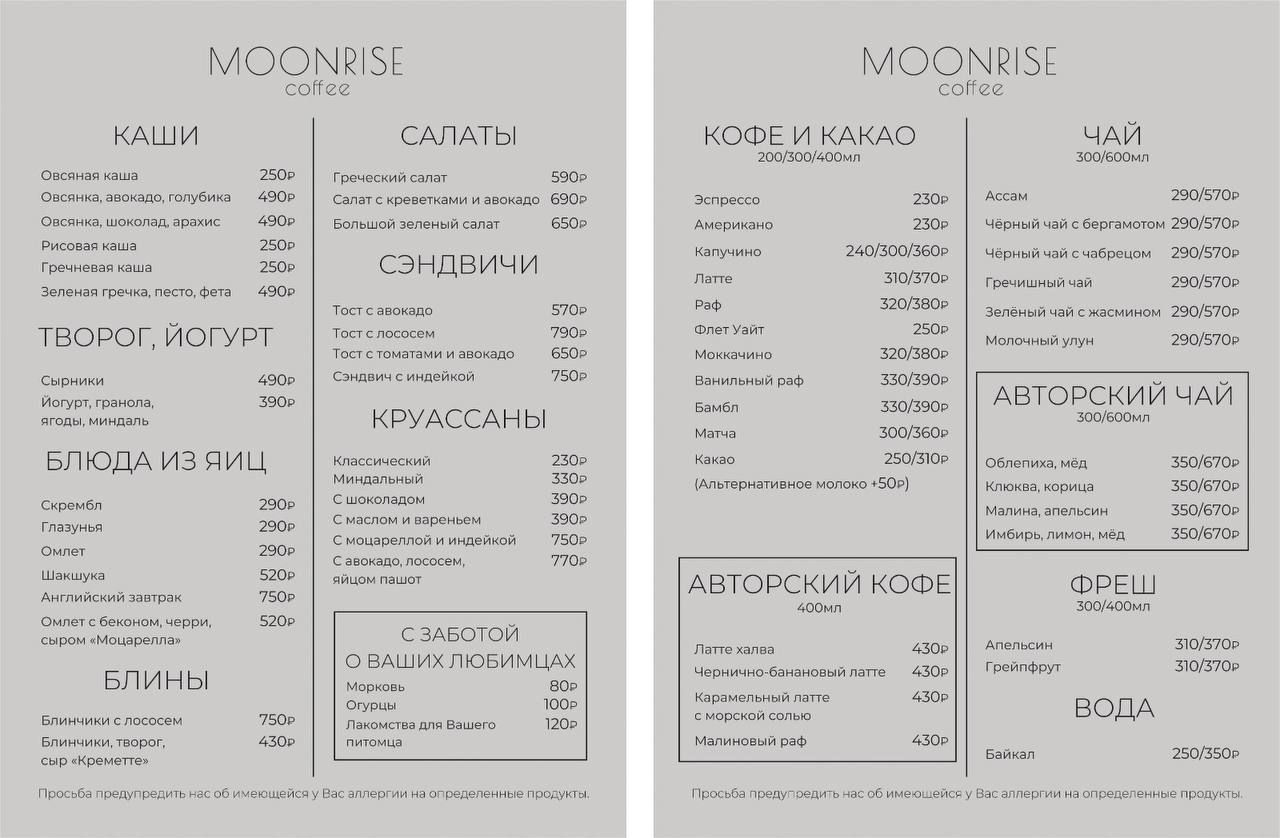 MOONRISE
coffee
КАШИ
Овсяная каша 250₽
Овсянка, авокадо, голубика 490₽
Овсянка, шоколад, арахис 490₽
Рисовая каша 250₽
Гречневая каша 250₽
Зеленая гречка, песто, фета 490₽
ТВОРОГ, ЙОГУРТ
Сырники 490₽
Йогурт, гранола, 390₽
ягоды, миндаль
БЛЮДА ИЗ ЯИЦ
Скрембл 290₽
Глазунья 290₽
Омлет 290₽
Шакшука 520₽
Английский завтрак 750₽
Омлет с беконом, черри, 520₽
сыром «Моцарелла»
БЛИНЫ
Блинчики с лососем 750₽
Блинчики, творог, 430₽
сыр «Креметте»
САЛАТЫ
Греческий салат 590₽
Салат с креветками и авокадо 690₽
Большой зеленый салат 650₽
СЭНДВИЧИ
Тост с авокадо 570₽
Тост с лососем 790₽
Тост с томатами и авокадо 650₽
Сэндвич с индейкой 750₽
КРУАССАНЫ
Классический 230₽
Миндальный 330₽
С шоколадом 390₽
С маслом и вареньем 390₽
С моцареллой и индейкой 750₽
С авокадо, лососем, 770₽
яйцом пашот
С ЗАБОТОЙ
О ВАШИХ ЛЮБИМЦАХ
Морковь 80₽
Огурцы 100₽
Лакомства для Вашего 120₽
питомца
Просьба предупредить нас об имеющейся у Вас аллергии на определенные продукты.
MOONRISE
coffee
КОФЕ И КАКАО
200/300/400мл
Эспрессо 230₽
Американо 230₽
Капучино 240/300/360₽
Латте 310/370₽
Раф 320/380₽
Флет Уайт 250₽
Моккачино 320/380₽
Ванильный раф 330/390₽
Бамбл 330/390₽
Матча 300/360₽
Какао 250/310₽
(Альтернативное молоко +50₽)
АВТОРСКИЙ КОФЕ
400мл
Латте халва 430₽
Чернично-банановый латте 430₽
Карамельный латте 430₽
с морской солью
Малиновый раф 430₽
ЧАЙ
300/600мл
Ассам 290/570₽
Чёрный чай с бергамотом 290/570₽
Чёрный чай с чабрецом 290/570₽
Гречишный чай 290/570₽
Зелёный чай с жасмином 290/570₽
Молочный улун 290/570₽
АВТОРСКИЙ ЧАЙ
300/600мл
Облепиха, мёд 350/670₽
Клюква, корица 350/670₽
Малина, апельсин 350/670₽
Имбирь, лимон, мёд 350/670₽
ФРЕШ
300/400мл
Апельсин 310/370₽
Грейпфрут 310/370₽
ВОДА
Байкал 250/350₽
Просьба предупредить нас об имеющейся у Вас аллергии на определенные продукты.